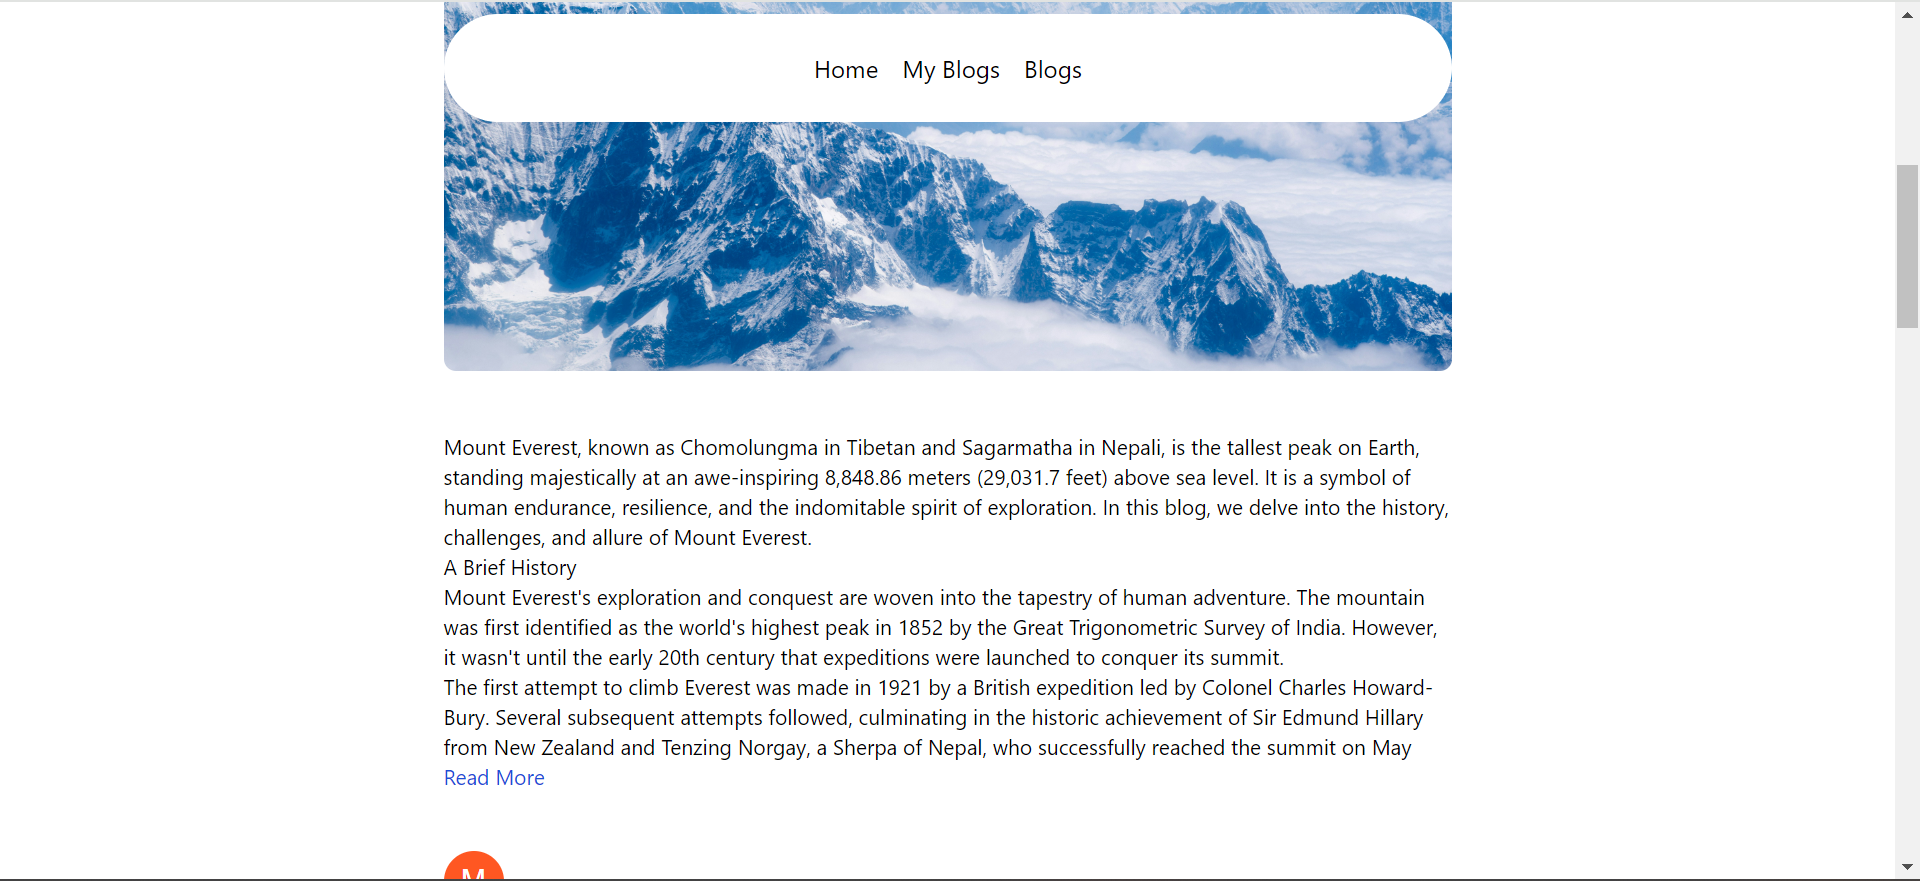 Home My Blogs Blogs
Mount Everest, known as Chomolungma in Tibetan and Sagarmatha in Nepali, is the tallest peak on Earth,
standing majestically at an awe-inspiring 8,848.86 meters (29,031.7 feet) above sea level. It is a symbol of
human endurance, resilience, and the indomitable spirit of exploration. In this blog, we delve into the history,
challenges, and allure of Mount Everest.
A Brief History
Mount Everest's exploration and conquest are woven into the tapestry of human adventure. The mountain
was first identified as the world's highest peak in 1852 by the Great Trigonometric Survey of India. However,
it wasn't until the early 20th century that expeditions were launched to conquer its summit.
The first attempt to climb Everest was made in 1921 by a British expedition led by Colonel Charles Howard-
Bury. Several subsequent attempts followed, culminating in the historic achievement of Sir Edmund Hillary
from New Zealand and Tenzing Norgay, a Sherpa of Nepal, who successfully reached the summit on May
Read More
M